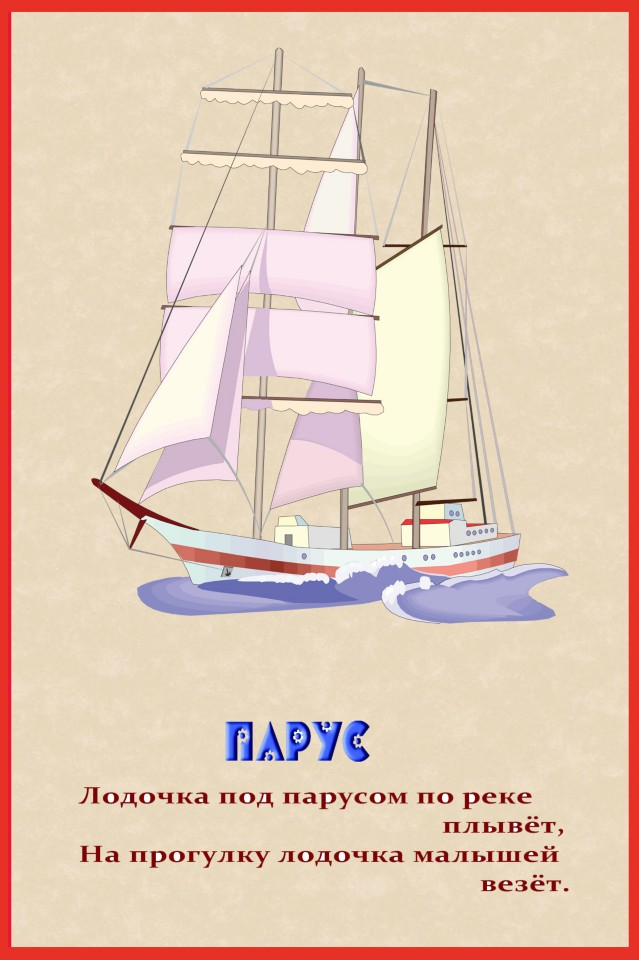 ПАРУС
Лодочка под парусом по реке
плывёт,
На прогулку лодочка малышей
везёт.